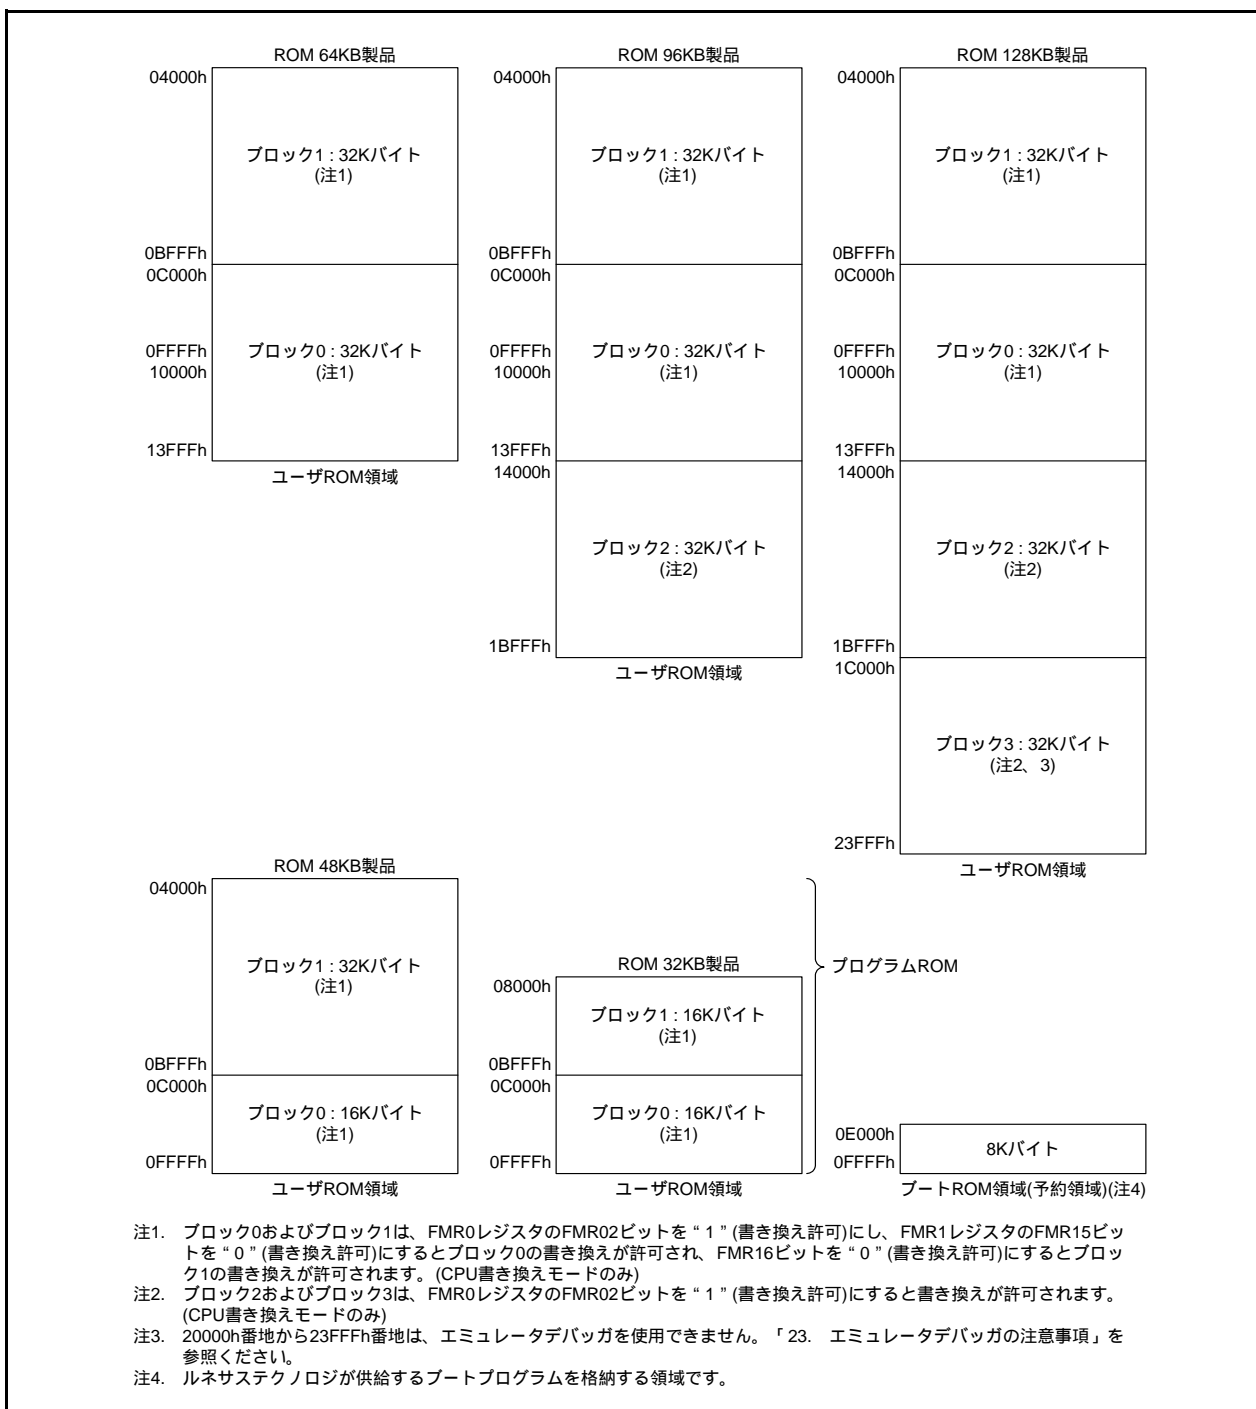 ROM 64KB製品
04000h
ブロック1 : 32Kバイト
(注1)
0BFFFh
0C000h
0FFFFh
10000h
ブロック0 : 32Kバイト
(注1)
13FFFh
ユーザROM領域
ROM 96KB製品
04000h
ブロック1 : 32Kバイト
(注1)
0BFFFh
0C000h
0FFFFh
10000h
ブロック0 : 32Kバイト
(注1)
13FFFh
14000h
ブロック2 : 32Kバイト
(注2)
1BFFFh
ユーザROM領域
ROM 128KB製品
04000h
ブロック1 : 32Kバイト
(注1)
0BFFFh
0C000h
0FFFFh
10000h
ブロック0 : 32Kバイト
(注1)
13FFFh
14000h
ブロック2 : 32Kバイト
(注2)
1BFFFh
1C000h
ブロック3 : 32Kバイト
(注2、3)
23FFFh
ユーザROM領域
ROM 48KB製品
04000h
ブロック1 : 32Kバイト
(注1)
0BFFFh
0C000h
ブロック0 : 16Kバイト
(注1)
0FFFFh
ユーザROM領域
ROM 32KB製品
08000h
ブロック1 : 16Kバイト
(注1)
0BFFFh
0C000h
ブロック0 : 16Kバイト
(注1)
0FFFFh
ユーザROM領域
プログラムROM
0E000h
8Kバイト
0FFFFh
ブートROM領域(予約領域)(注4)
注1. ブロック0およびブロック1は、FMR0レジスタのFMR02ビットを“ 1 ” (書き換え許可)にし、FMR1レジスタのFMR15ビッ
トを“ 0 ” (書き換え許可)にするとブロック0の書き換えが許可され、FMR16ビットを“ 0 ” (書き換え許可)にするとブロッ
ク1の書き換えが許可されます。(CPU書き換えモードのみ)
注2. ブロック2およびブロック3は、FMR0レジスタのFMR02ビットを“ 1 ” (書き換え許可)にすると書き換えが許可されます。
(CPU書き換えモードのみ)
注3. 20000h番地から23FFFh番地は、エミュレータデバッガを使用できません。「 23. エミュレータデバッガの注意事項」を
参照ください。
注4. ルネサステクノロジが供給するブートプログラムを格納する領域です。